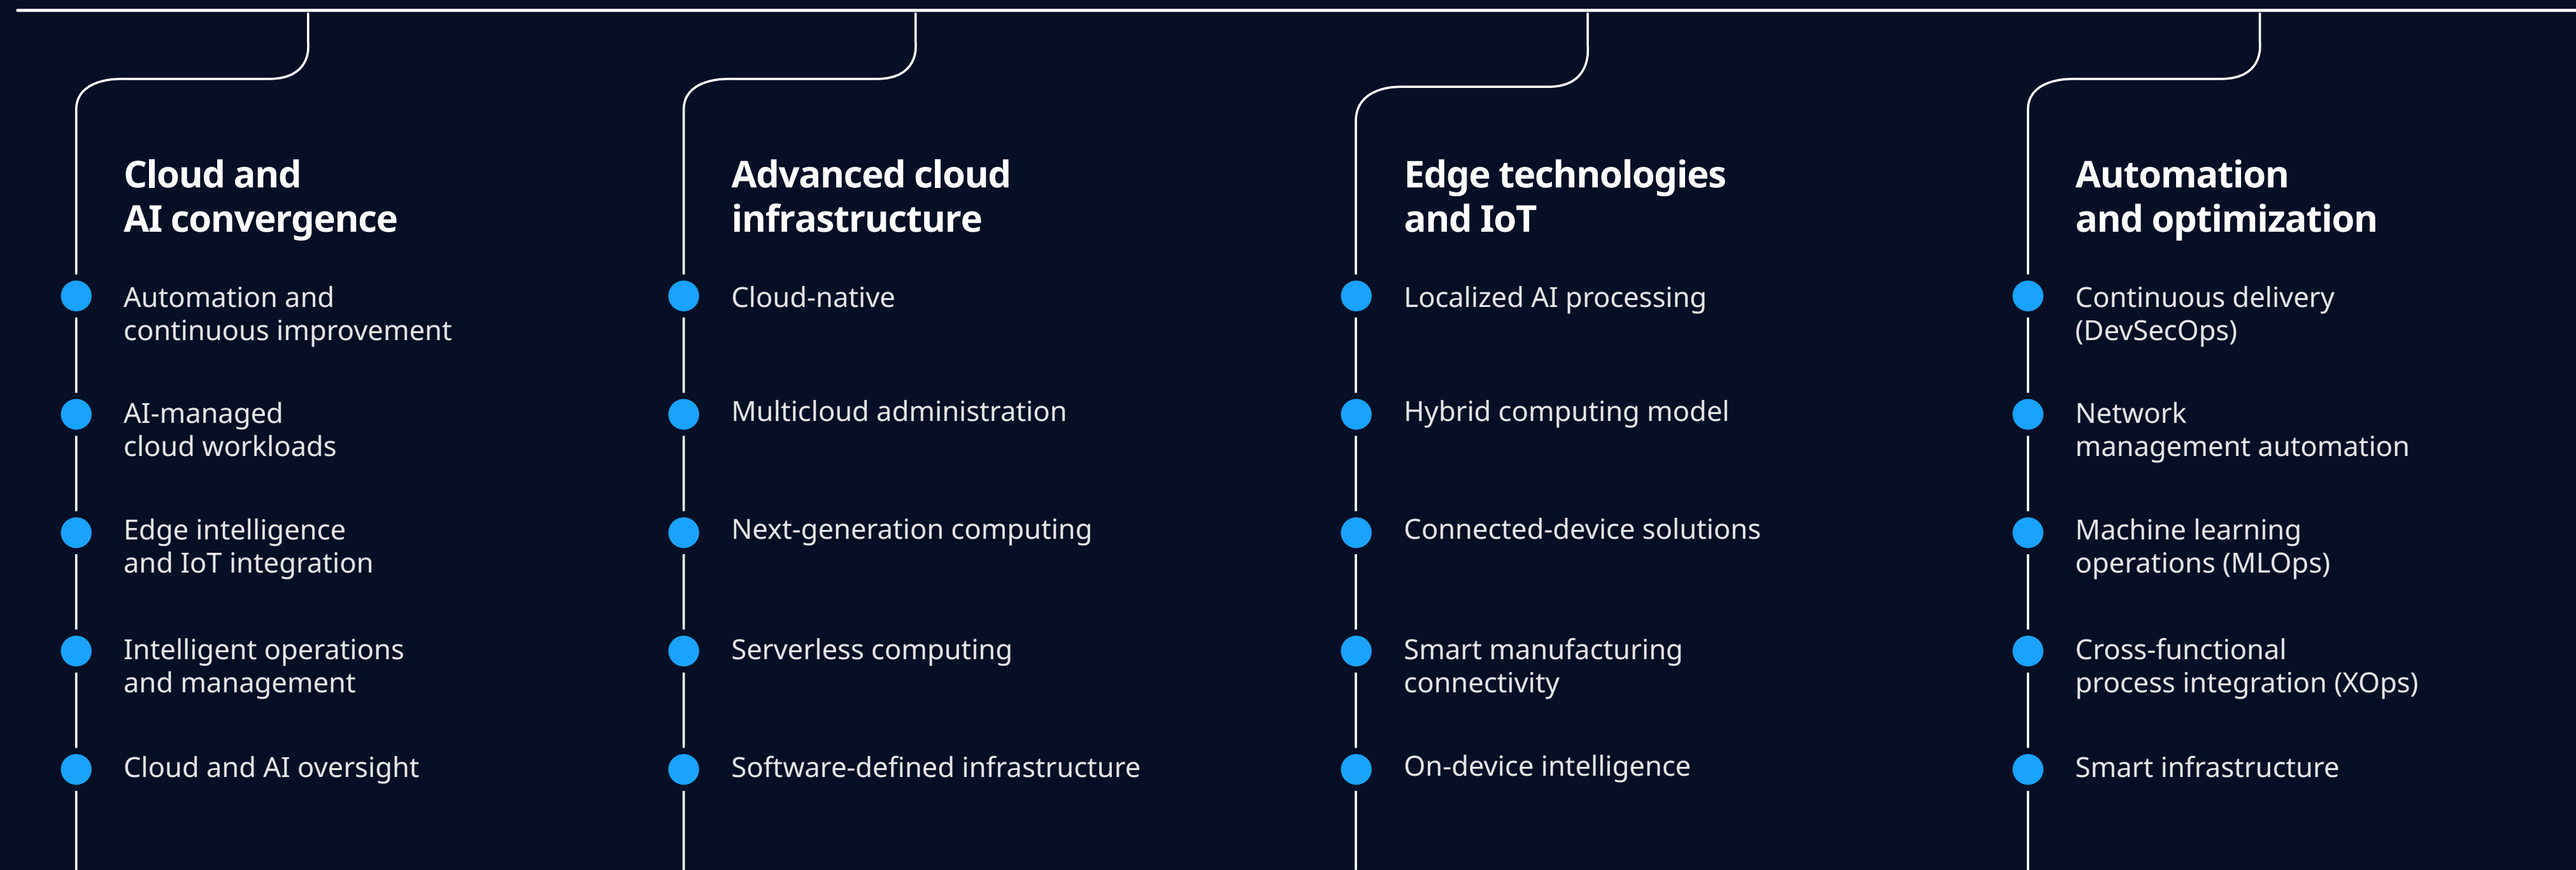 Cloud and
AI convergence
Automation and
continuous improvement
AI-managed
cloud workloads
Edge intelligence
and IoT integration
Intelligent operations
and management
Cloud and AI oversight
Advanced cloud
infrastructure
Cloud-native
Multicloud administration
Next-generation computing
Serverless computing
Software-defined infrastructure
Edge technologies
and IoT
Localized AI processing
Hybrid computing model
Connected-device solutions
Smart manufacturing
connectivity
On-device intelligence
Automation
and optimization
Continuous delivery
(DevSecOps)
Network
management automation
Machine learning
operations (MLOps)
Cross-functional
process integration (XOps)
Smart infrastructure